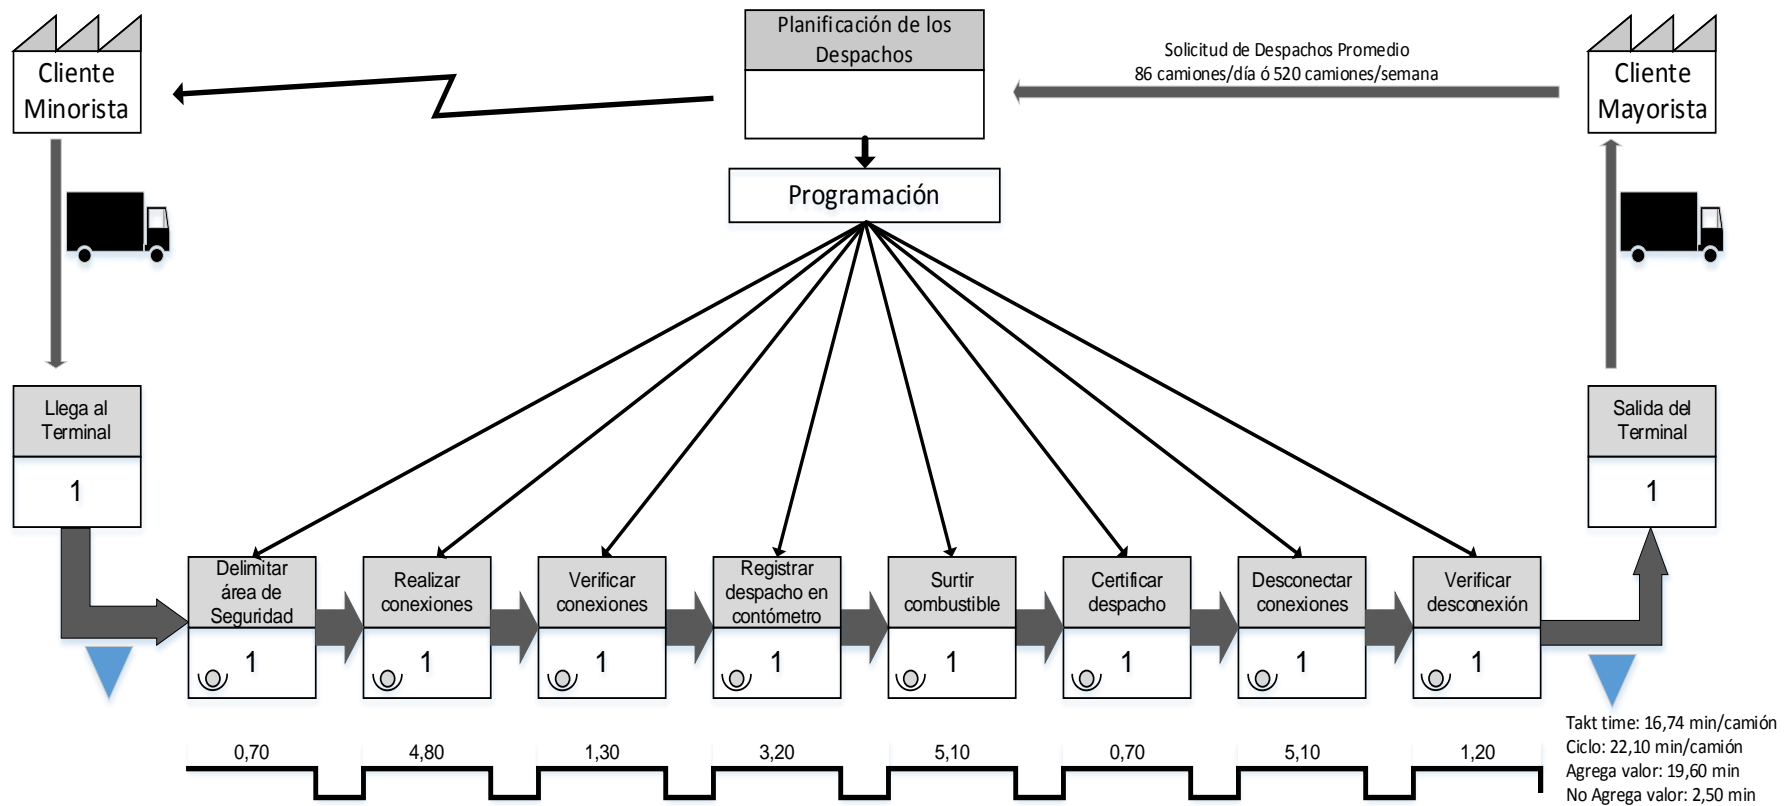 Cliente
Minorista
Planificación de los
Despachos
Solicitud de Despachos Promedio
86 camiones/día ó 520 camiones/semana
Cliente
Mayorista
Programación
Llega al
Terminal
1
Salida del
Terminal
1
Delimitar
área de
Seguridad
1
Realizar
conexiones
1
Verificar
conexiones
1
Registrar
despacho en
contómetro
1
Surtir
combustible
1
Certificar
despacho
1
Desconectar
conexiones
1
Verificar
desconexión
1
0,70
4,80
1,30
3,20
5,10
0,70
5,10
1,20
Takt time: 16,74 min/camión
Ciclo: 22,10 min/camión
Agrega valor: 19,60 min
No Agrega valor: 2,50 min